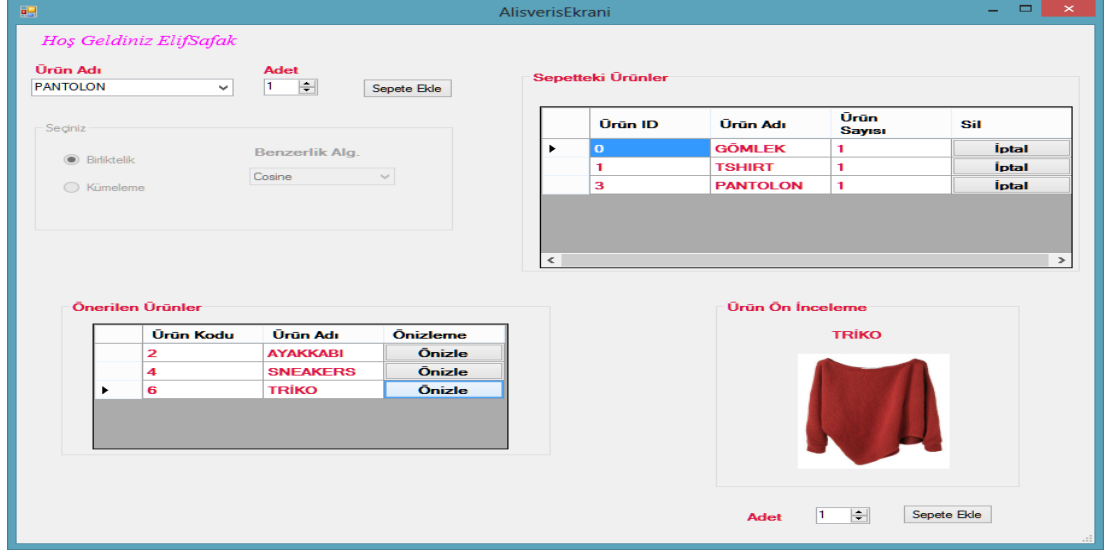 AlisverisEkrani
Hoş Geldiniz ElifSafak
Ürün Adı
Adet
PANTOLON
1
Sepete Ekle
Seçiniz
Birliktelik
Kümeleme
Benzerlik Alg.
Cosine
Sepetteki Ürünler
Ürün ID Ürün Adı Ürün Sayısı Sil
0 GÖMLEK 1 İptal
1 TSHIRT 1 İptal
3 PANTOLON 1 İptal
Önerilen Ürünler
Ürün Kodu Ürün Adı Önizleme
2 AYAKKABI Önizle
4 SNEAKERS Önizle
6 TRİKO Önizle
Ürün Ön İnceleme
TRİKO
Adet 1 Sepete Ekle